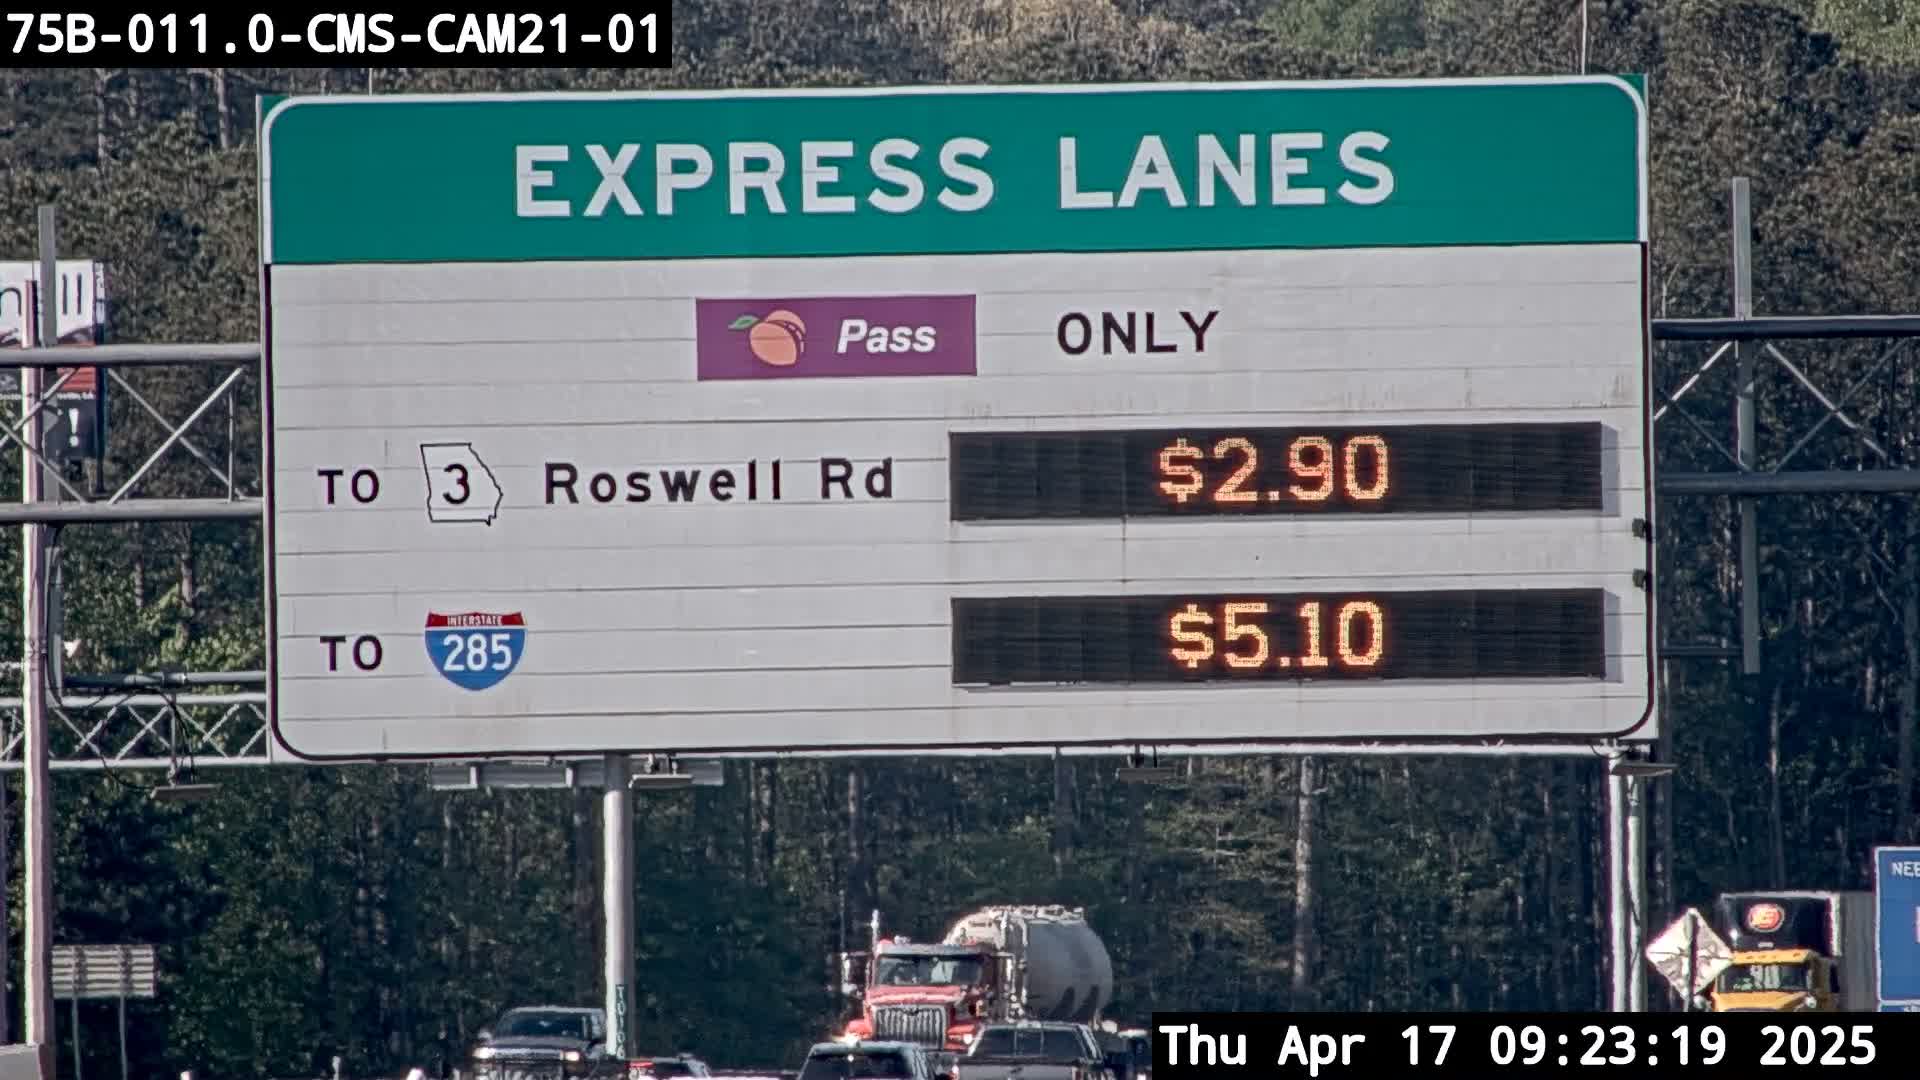 75B-011.0-CMS-CAM21-01
EXPRESS LANES
Pass ONLY
TO 3 Roswell Rd $2.90
TO INTERSTATE 285 $5.10
Thu Apr 17 09:23:19 2025